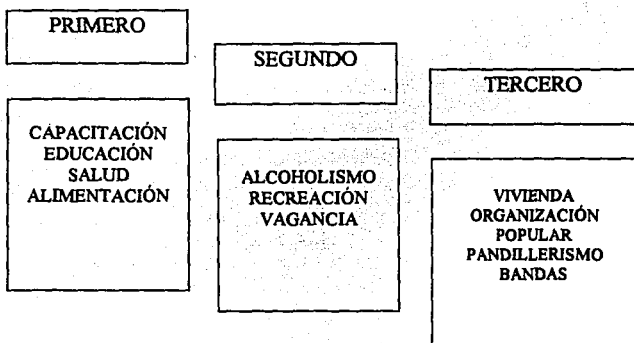 PRIMERO
CAPACITACIÓN
EDUCACIÓN
SALUD
ALIMENTACIÓN
SEGUNDO
ALCOHOLISMO
RECREACIÓN
VAGANCIA
TERCERO
VIVIENDA
ORGANIZACIÓN
POPULAR
PANDILLERISMO
BANDAS